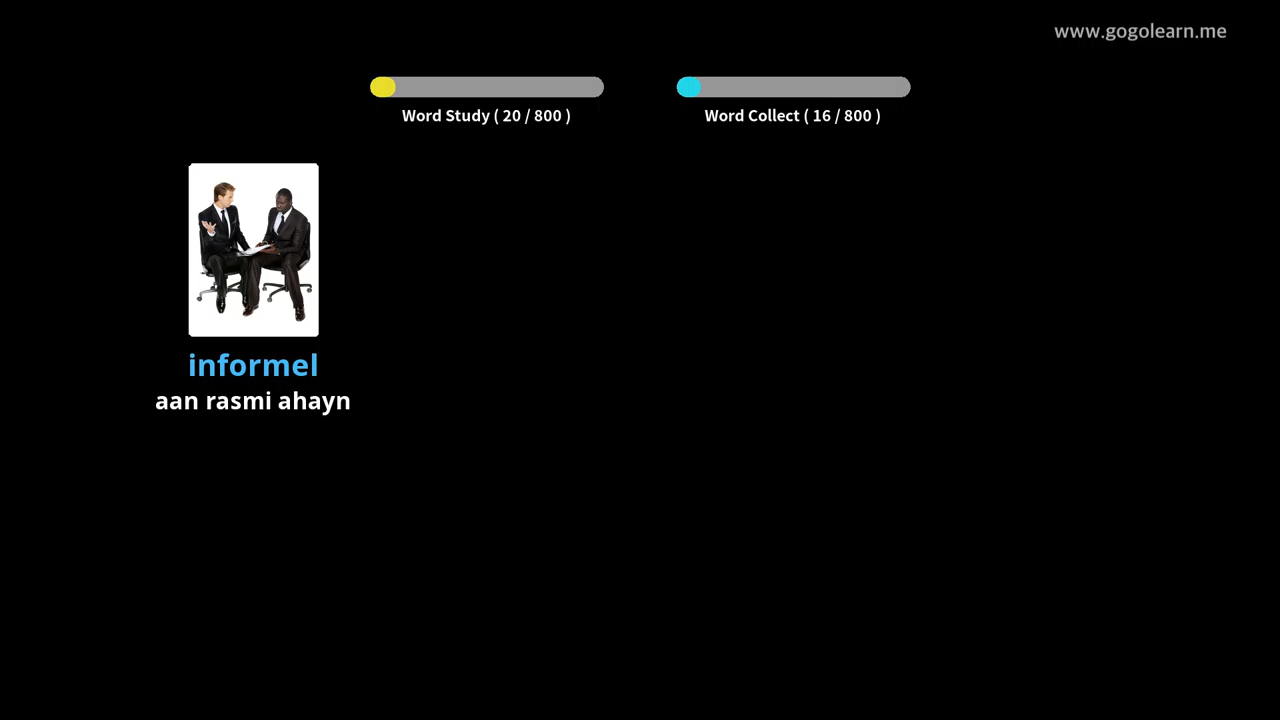 www.gogolearn.me
Word Study ( 20 / 800 )
Word Collect ( 16 / 800 )
informel
aan rasmi ahayn